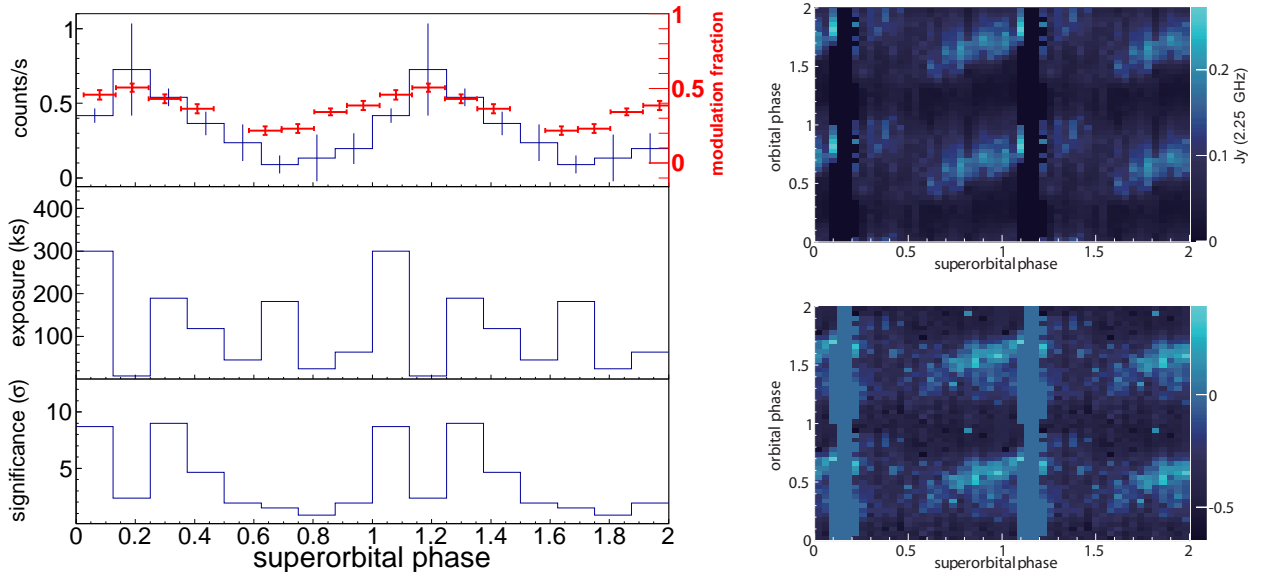 1
0.5
0
counts/s
1
0.5
0
modulation fraction
400
300
200
100
exposure (ks)
10
5
significance (σ)
0 0.2 0.4 0.6 0.8 1 1.2 1.4 1.6 1.8 2
superorbital phase
2
1.5
1
0.5
0
orbital phase
0 0.5 1. 1.5 2
superorbital phase
0.2
0.1
0
Jy (2.25 GHz)
2
1.5
1
0.5
0
orbital phase
0 0.5 1 1.5 2
superorbital phase
0
-0.5